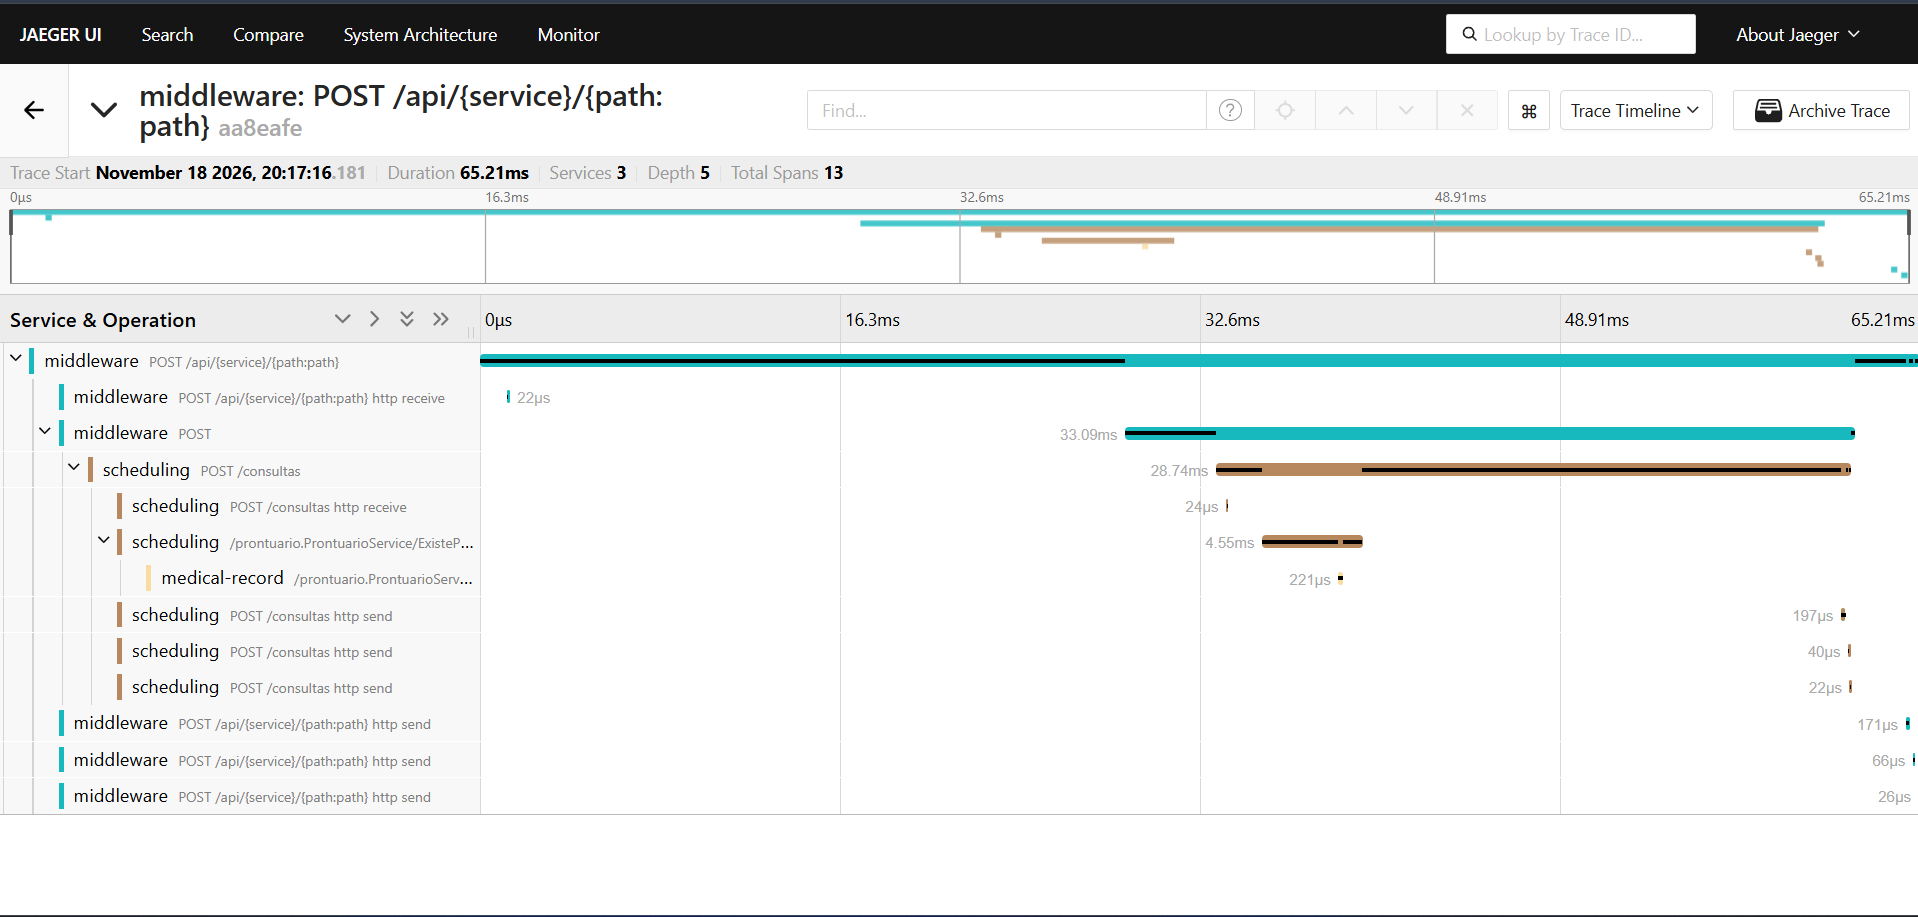 JAEGER UI Search Compare System Architecture Monitor Lookup by Trace ID... About Jaeger
middleware: POST /api/{service}/{path:
path} aa8eafe
Find... ? ⌘ Trace Timeline Archive Trace
Trace Start November 18 2026, 20:17:16.181 Duration 65.21ms Services 3 Depth 5 Total Spans 13
0μs 16.3ms 32.6ms 48.91ms 65.21ms
Service & Operation 0μs 16.3ms 32.6ms 48.91ms 65.21ms
middleware POST /api/{service}/{path:path}
middleware POST /api/{service}/{path:path} http receive 22μs
middleware POST 33.09ms
scheduling POST /consultas 28.74ms
scheduling POST /consultas http receive 24μs
scheduling /prontuario.ProntuarioService/ExisteP... 4.55ms
medical-record /prontuario.ProntuarioServ... 221μs
scheduling POST /consultas http send 197μs
scheduling POST /consultas http send 40μs
scheduling POST /consultas http send 22μs
middleware POST /api/{service}/{path:path} http send 171μs
middleware POST /api/{service}/{path:path} http send 66μs
middleware POST /api/{service}/{path:path} http send 26μs